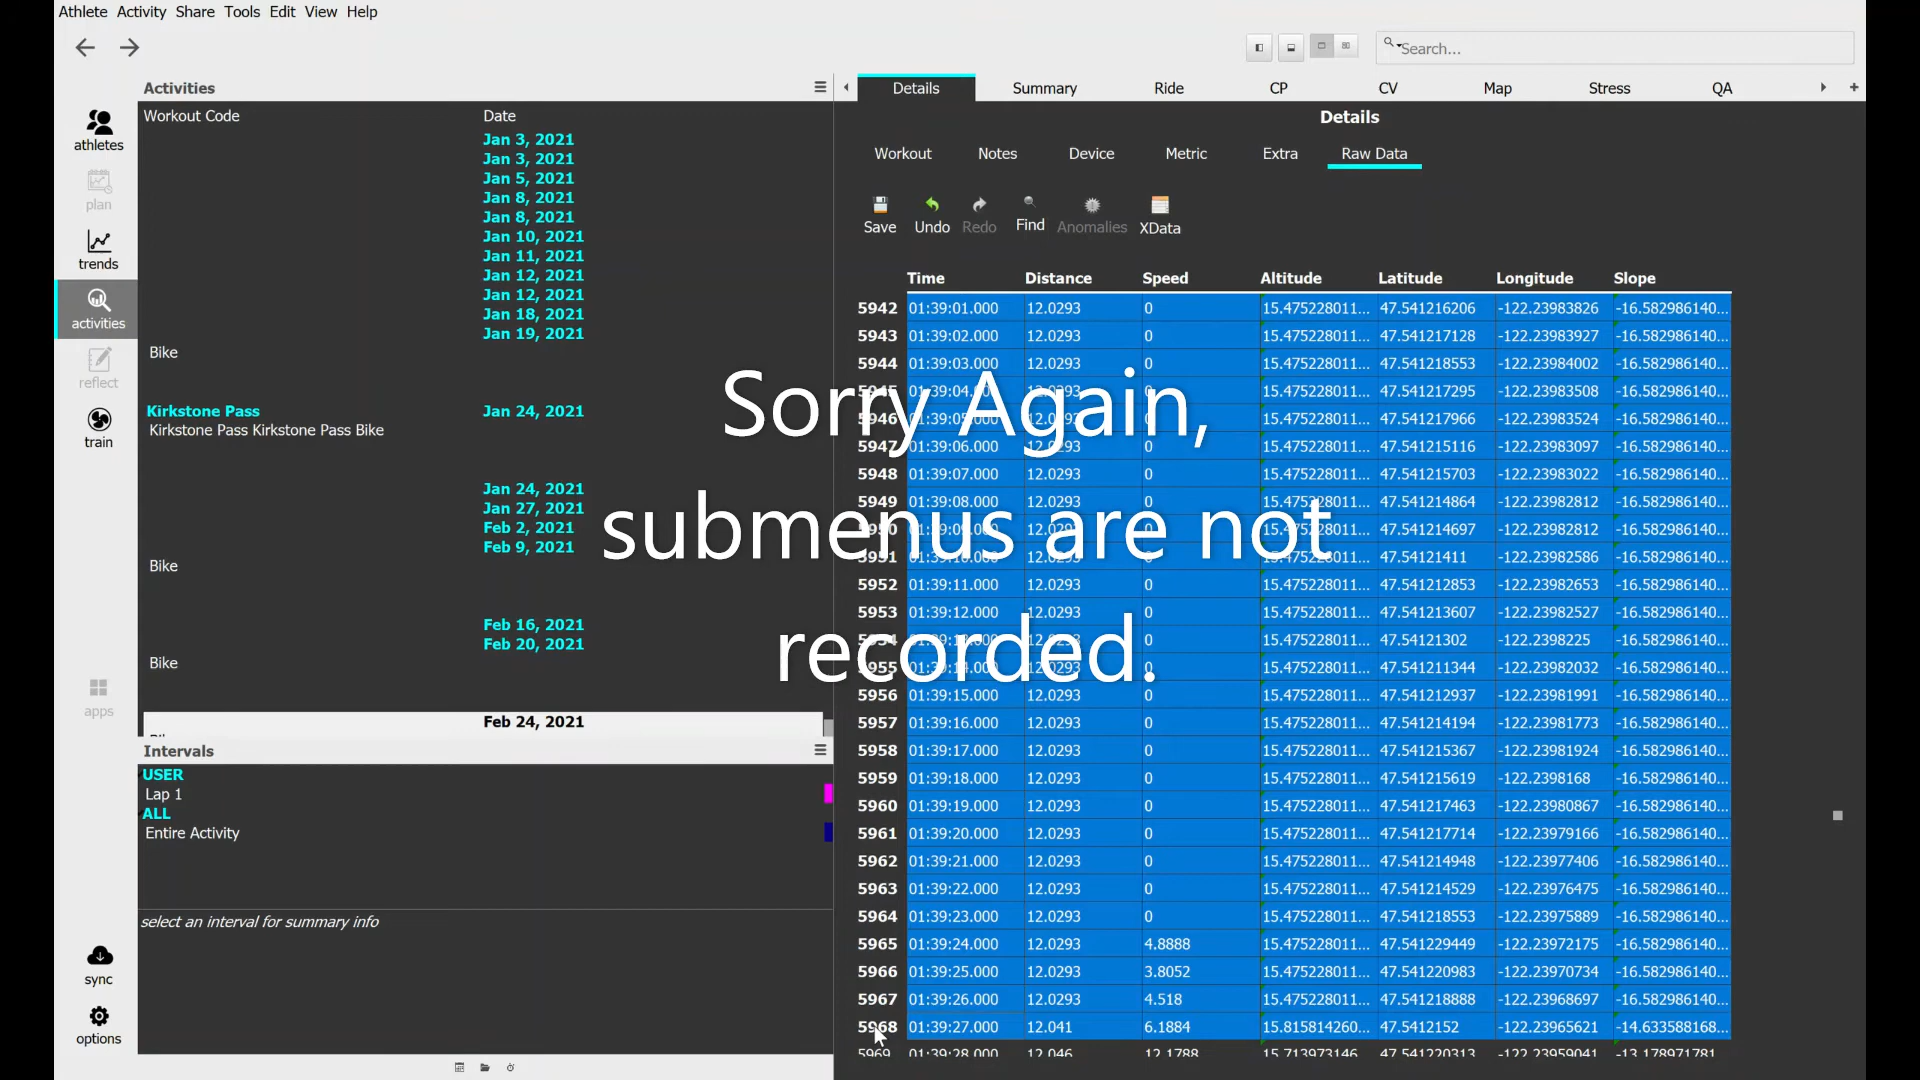 Athlete Activity Share Tools Edit View Help
Search...
Activities
Details Summary Ride CP CV Map Stress QA +
Workout Code Date
Details
athletes
plan
trends
activities
reflect
train
apps
sync
options
Jan 3, 2021
Jan 3, 2021
Jan 5, 2021
Jan 8, 2021
Jan 8, 2021
Jan 10, 2021
Jan 11, 2021
Jan 12, 2021
Jan 12, 2021
Jan 18, 2021
Jan 19, 2021
Bike
Kirkstone Pass Jan 24, 2021
Kirkstone Pass Kirkstone Pass Bike
Jan 24, 2021
Jan 27, 2021
Feb 2, 2021
Feb 9, 2021
Bike
Feb 16, 2021
Feb 20, 2021
Bike
Feb 24, 2021
Intervals
USER
Lap 1
ALL
Entire Activity
select an interval for summary info
Workout Notes Device Metric Extra Raw Data
Save Undo Redo Find Anomalies XData
Time Distance Speed Altitude Latitude Longitude Slope
5942 01:39:01.000 12.0293 0 15.475228011... 47.541216206 -122.23983826 -16.582986140...
5943 01:39:02.000 12.0293 0 15.475228011... 47.541217128 -122.23983927 -16.582986140...
5944 01:39:03.000 12.0293 0 15.475228011... 47.541218553 -122.23984002 -16.582986140...
01:39:04.000 15.475228011... 47.541217295 -122.23983508 -16.582986140...
15.475228011... 47.541217966 -122.23983524 -16.582986140...
01:39:06.000 12.0293 0 15.475228011... 47.541215116 -122.23983097 -16.582986140...
5948 01:39:07.000 12.0293 0 15.475228011... 47.541215703 -122.23983022 -16.582986140...
5949 01:39:08.000 12.0293 0 47.541214864 -122.23982812 -16.582986140...
47.541214697 -122.23982812 -16.582986140...
47.54121411 -122.23982586 -16.582986140...
5952 01:39:11.000 12.0293 0 15.475228011... 47.541212853 -122.23982653 -16.582986140...
5953 01:39:12.000 12.0293 0 15.475228011... 47.541213607 -122.23982527 -16.582986140...
15.475228011... 47.54121302 -122.2398225 -16.582986140...
15.475228011... 47.541211344 -122.23982032 -16.582986140...
5956 01:39:15.000 12.0293 0 15.475228011... 47.541212937 -122.23981991 -16.582986140...
5957 01:39:16.000 12.0293 0 15.475228011... 47.541214194 -122.23981773 -16.582986140...
5958 01:39:17.000 12.0293 0 15.475228011... 47.541215367 -122.23981924 -16.582986140...
5959 01:39:18.000 12.0293 0 15.475228011... 47.541215619 -122.2398168 -16.582986140...
5960 01:39:19.000 12.0293 0 15.475228011... 47.541217463 -122.23980867 -16.582986140...
5961 01:39:20.000 12.0293 0 15.475228011... 47.541217714 -122.23979166 -16.582986140...
5962 01:39:21.000 12.0293 0 15.475228011... 47.541214948 -122.23977406 -16.582986140...
5963 01:39:22.000 12.0293 0 15.475228011... 47.541214529 -122.23976475 -16.582986140...
5964 01:39:23.000 12.0293 0 15.475228011... 47.541218553 -122.23975889 -16.582986140...
5965 01:39:24.000 12.0293 4.8888 15.475228011... 47.541229449 -122.23972175 -16.582986140...
5966 01:39:25.000 12.0293 3.8052 15.475228011... 47.541220983 -122.23970734 -16.582986140...
5967 01:39:26.000 12.0293 4.518 15.475228011... 47.541218888 -122.23968697 -16.582986140...
5968 01:39:27.000 12.041 6.1884 15.815814260... 47.5412152 -122.23965621 -14.633588168...
5969 01:39:28.000 12.046 12.1788 15.713973146 47.541220313 -122.23959041 -13.178971781
Sorry Again,
submenus are not
recorded.